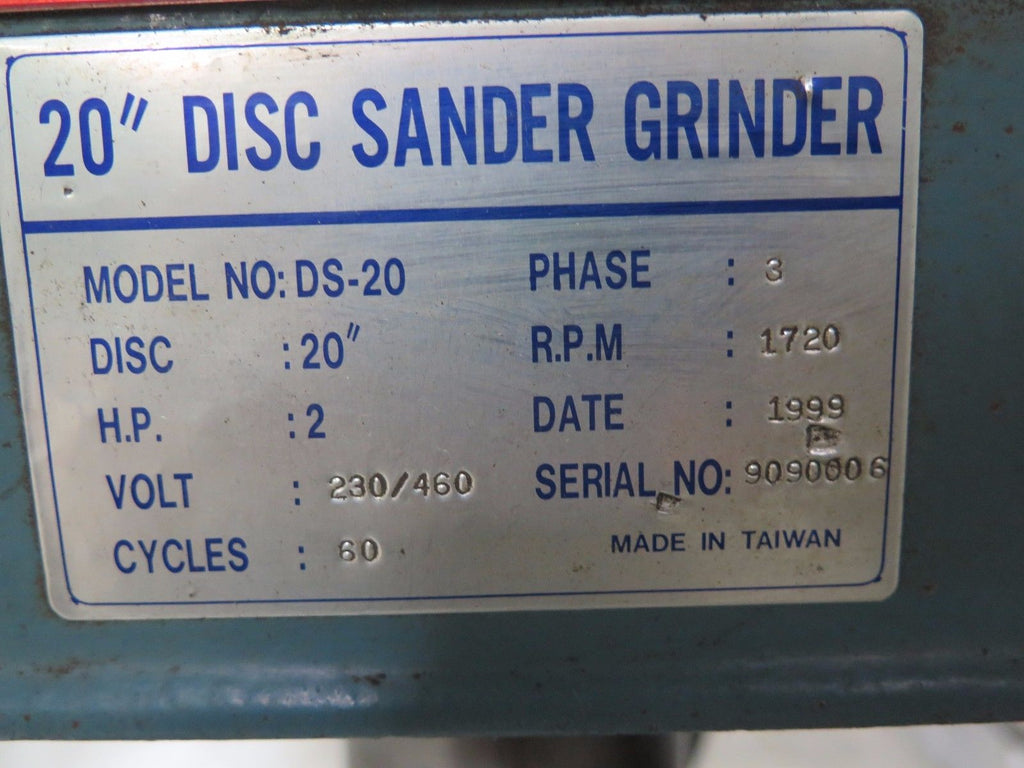 20" DISC SANDER GRINDER
MODEL NO: DS-20
PHASE : 3
DISC : 20"
R.P.M : 1720
H.P. : 2
DATE : 1999
VOLT : 230/460
SERIAL NO: 9090006
CYCLES : 60
MADE IN TAIWAN